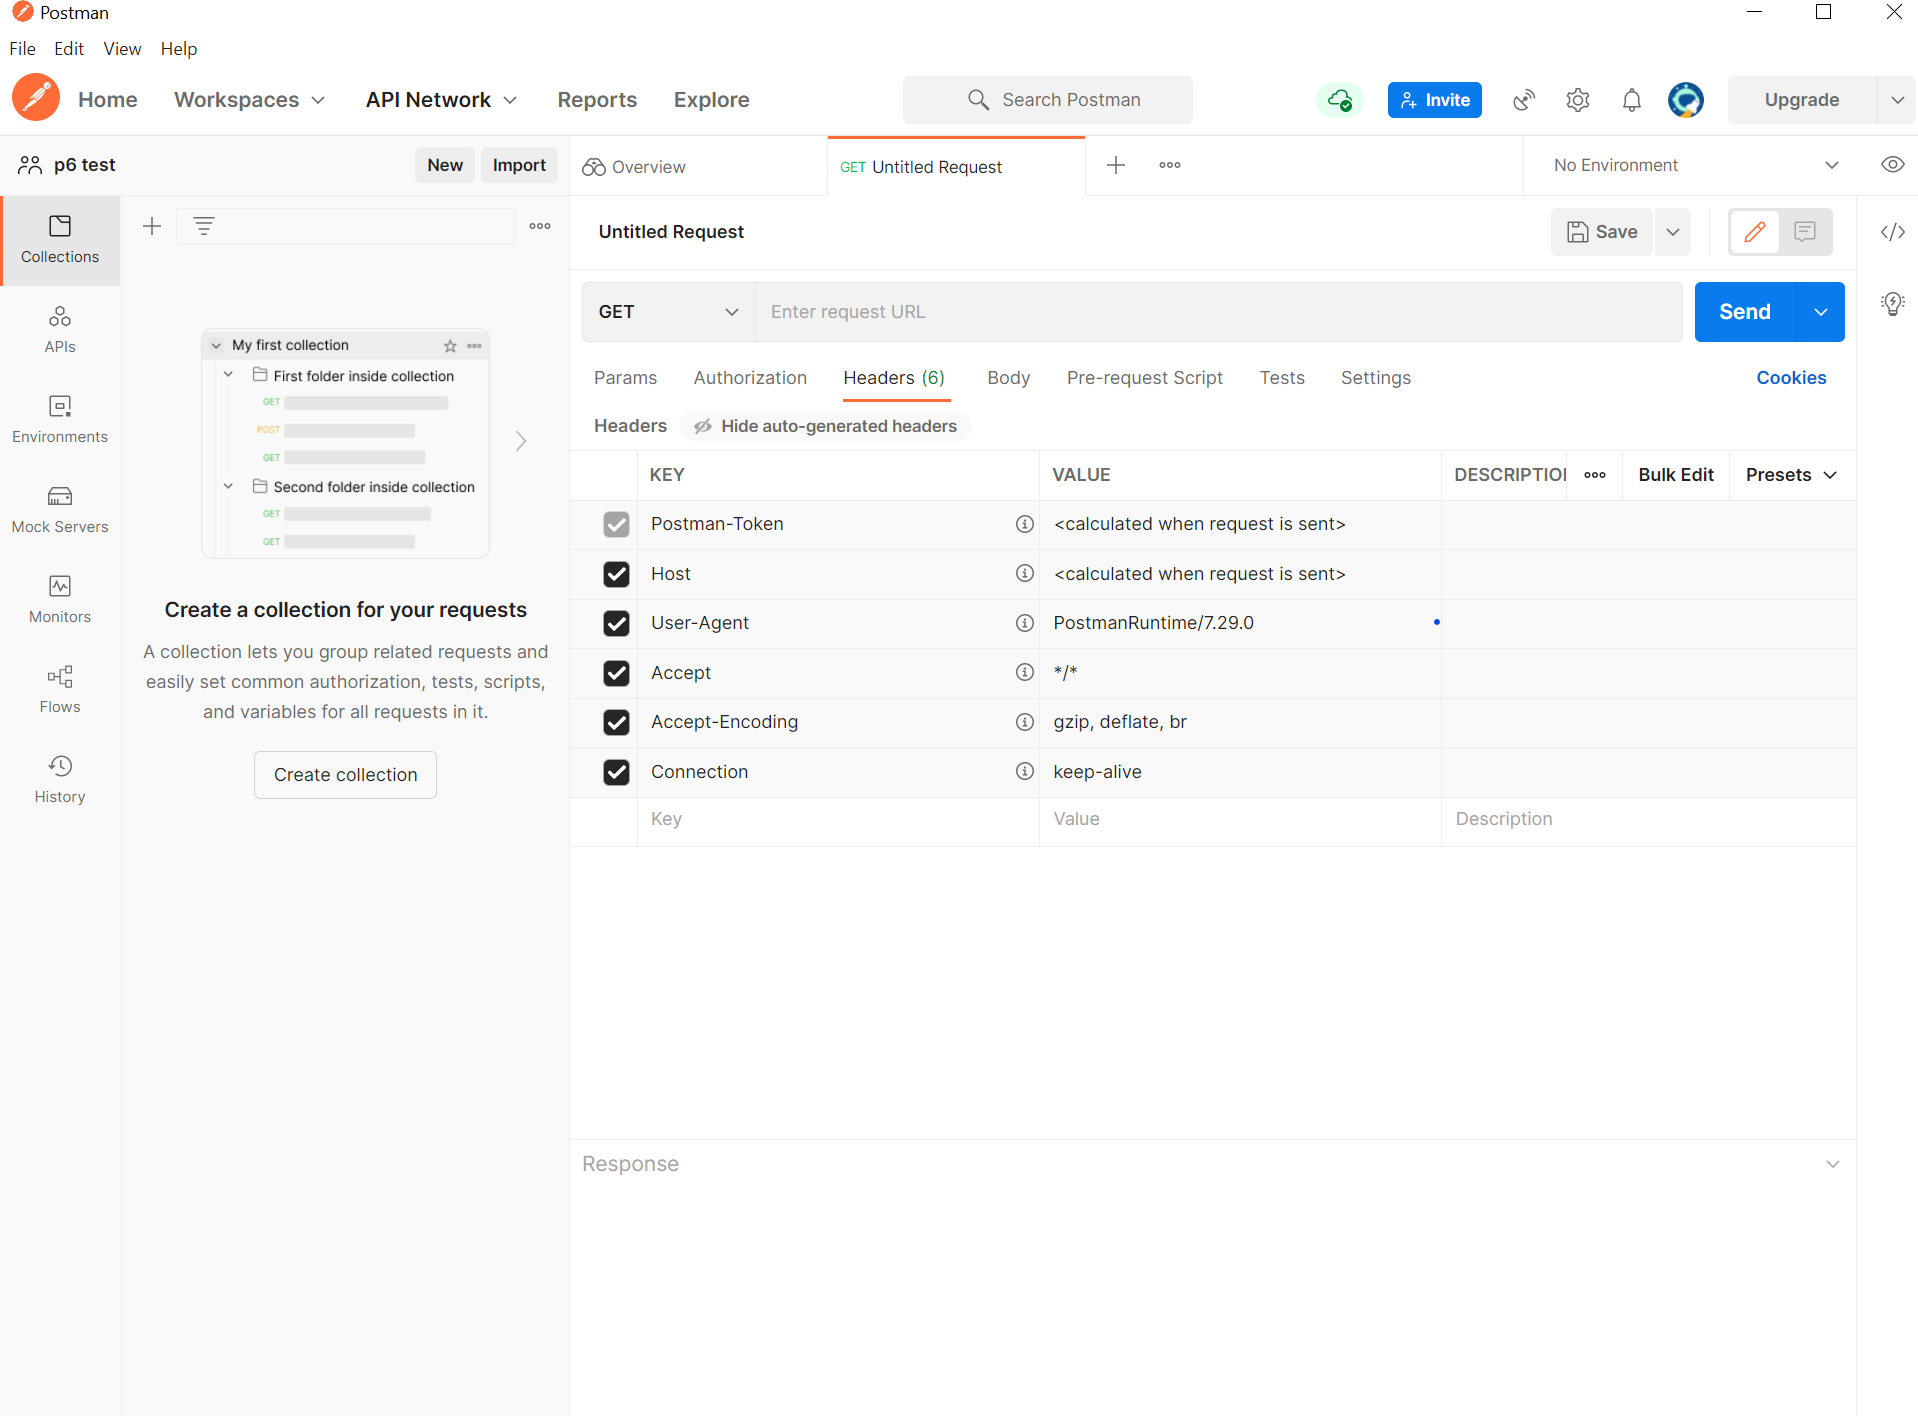 Postman
File Edit View Help
Home Workspaces API Network Reports Explore Search Postman Invite Upgrade
p6 test New Import Overview GET Untitled Request No Environment
Collections
APIs
Environments
Mock Servers
Monitors
Flows
History
My first collection
First folder inside collection
GET
POST
GET
Second folder inside collection
GET
GET
Create a collection for your requests
A collection lets you group related requests and
easily set common authorization, tests, scripts,
and variables for all requests in it.
Create collection
Untitled Request Save
GET Enter request URL Send
Params Authorization Headers (6) Body Pre-request Script Tests Settings Cookies
Headers Hide auto-generated headers
KEY VALUE DESCRIPTION Bulk Edit Presets
Postman-Token <calculated when request is sent>
Host <calculated when request is sent>
User-Agent PostmanRuntime/7.29.0
Accept */*
Accept-Encoding gzip, deflate, br
Connection keep-alive
Key Value Description
Response